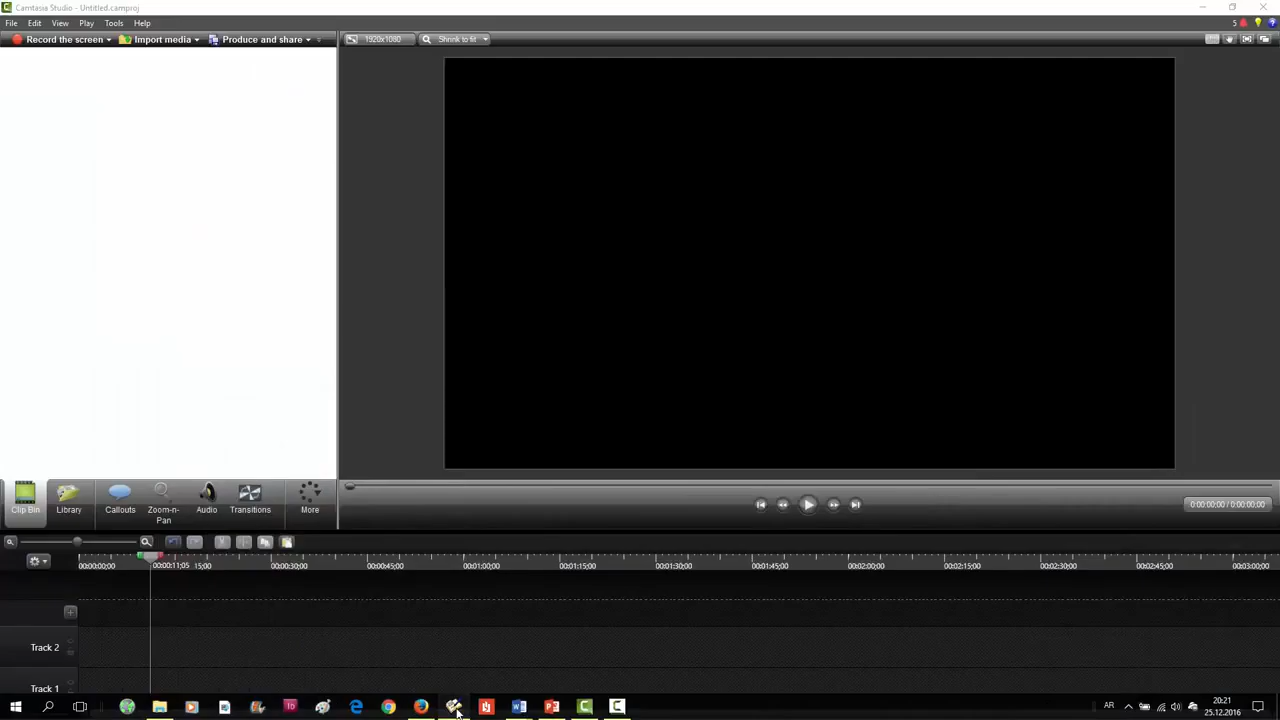 Camtasia Studio - Untitled.camproj
File Edit View Play Tools Help
5
Record the screen Import media Produce and share
1920x1080 Shrink to fit
Clip Bin Library Callouts Zoom-n-Pan Audio Transitions More
0:00:00;00 / 0:00:00;00
00:00:00;00 00:00:11;05 15;00 00:00:30;00 00:00:45;00 00:01:00;00 00:01:15;00 00:01:30;00 00:01:45;00 00:02:00;00 00:02:15;00 00:02:30;00 00:02:45;00 00:03:00;00
Track 2
Track 1
AR
20:21
25.12.2016